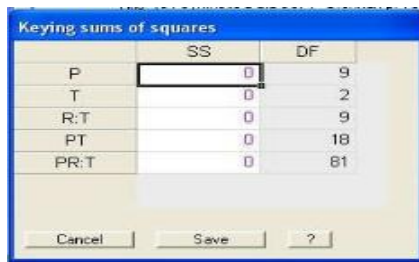 Keying sums of squares
SS DF
P 0 9
T 0 2
R:T 0 9
PT 0 18
PR:T 0 81
Cancel Save ?